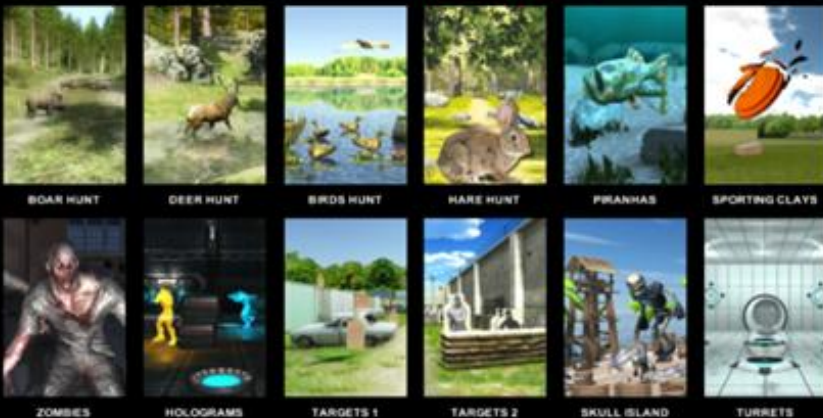 BOAR HUNT
DEER HUNT
BIRDS HUNT
HARE HUNT
PIRANHAS
SPORTING CLAYS
ZOMBIES
HOLOGRAMS
TARGETS 1
TARGETS 2
SKULL ISLAND
TURRETS